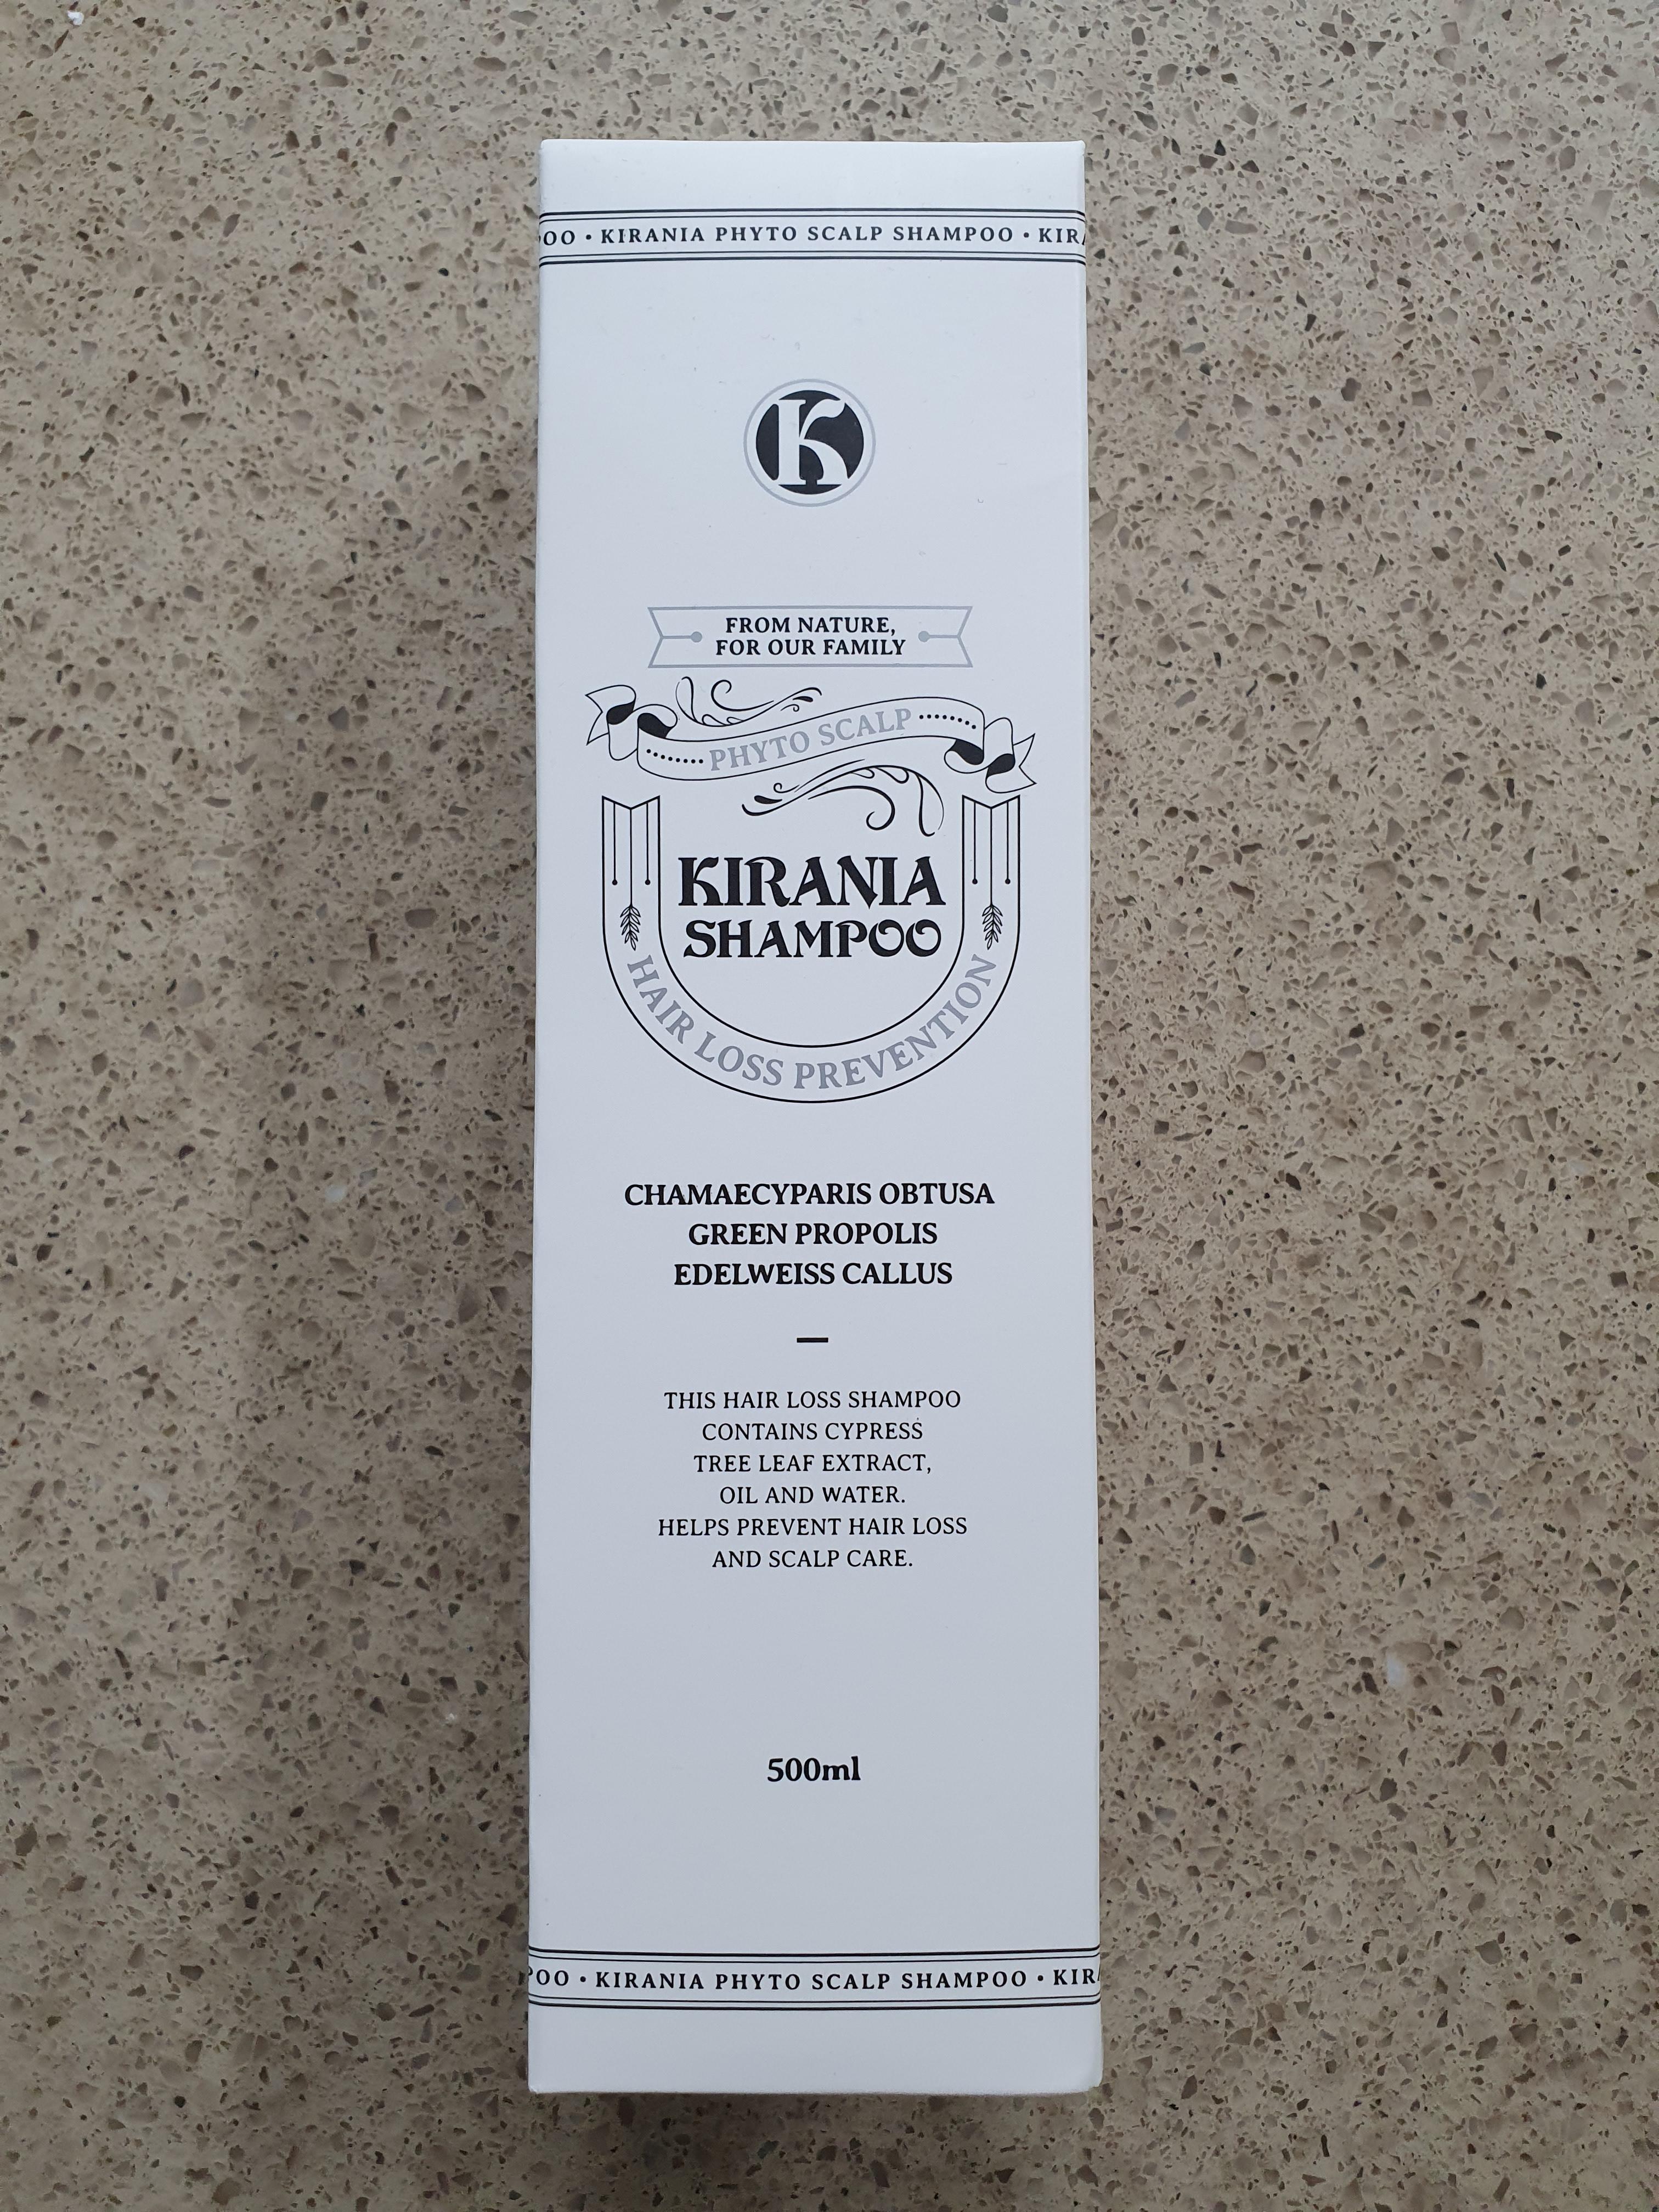 OO • KIRANIA PHYTO SCALP SHAMPOO • KIR
K
FROM NATURE,
FOR OUR FAMILY
PHYTO SCALP
KIRANIA
SHAMPOO
HAIR LOSS PREVENTION
CHAMAECYPARIS OBTUSA
GREEN PROPOLIS
EDELWEISS CALLUS
—
THIS HAIR LOSS SHAMPOO
CONTAINS CYPRESS
TREE LEAF EXTRACT,
OIL AND WATER.
HELPS PREVENT HAIR LOSS
AND SCALP CARE.
500ml
POO • KIRANIA PHYTO SCALP SHAMPOO • KIR